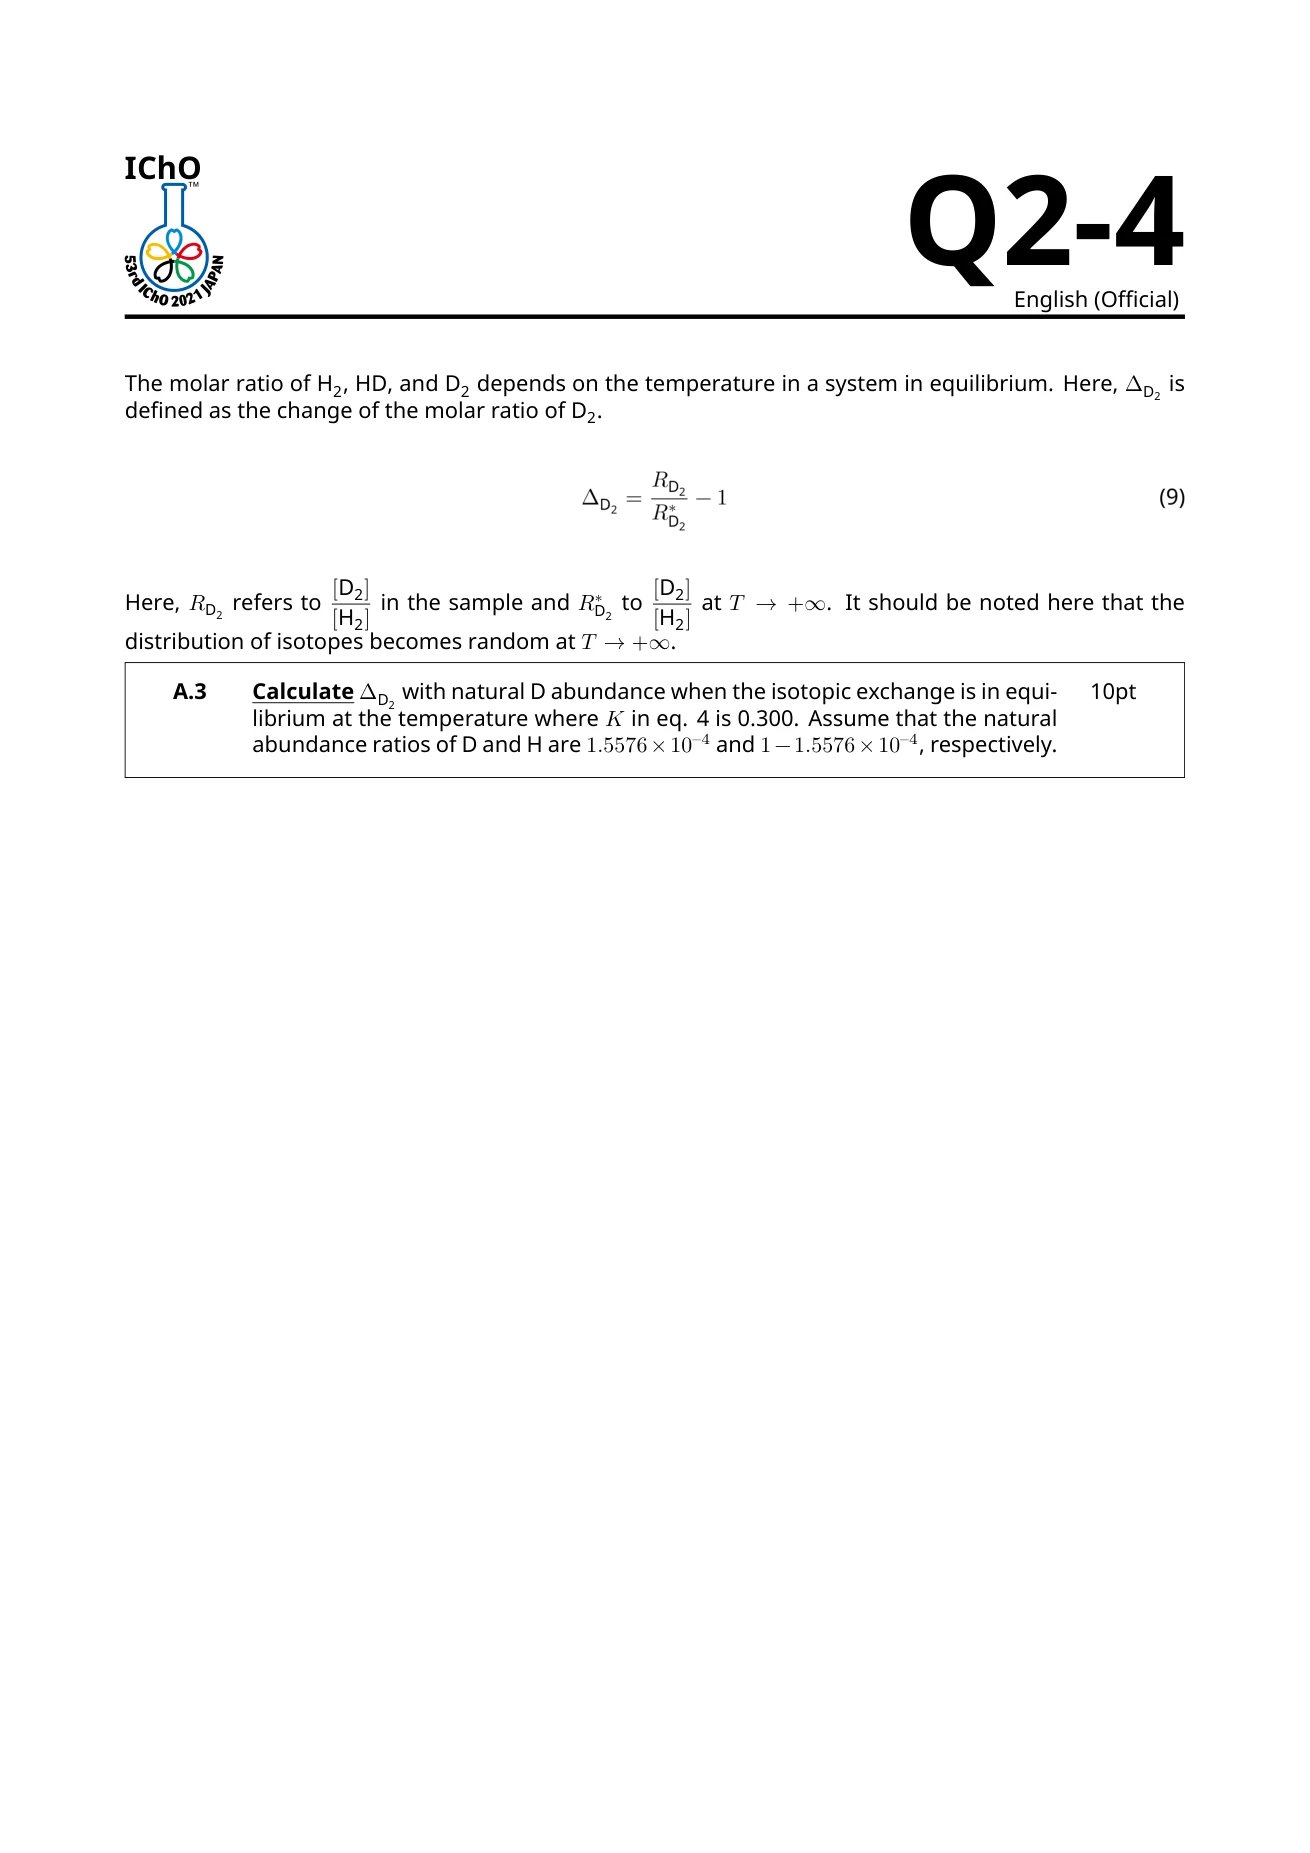 IChO
TM
53rd IChO 2021 JAPAN
Q2-4
English (Official)
The molar ratio of H2, HD, and D2 depends on the temperature in a system in equilibrium. Here, ΔD2 is
defined as the change of the molar ratio of D2.
ΔD2 = RD2 / R*D2 − 1 (9)
Here, RD2 refers to [D2]/[H2] in the sample and R*D2 to [D2]/[H2] at T → +∞. It should be noted here that the
distribution of isotopes becomes random at T → +∞.
A.3 Calculate ΔD2 with natural D abundance when the isotopic exchange is in equi- 10pt
librium at the temperature where K in eq. 4 is 0.300. Assume that the natural
abundance ratios of D and H are 1.5576 × 10–4 and 1 − 1.5576 × 10–4, respectively.